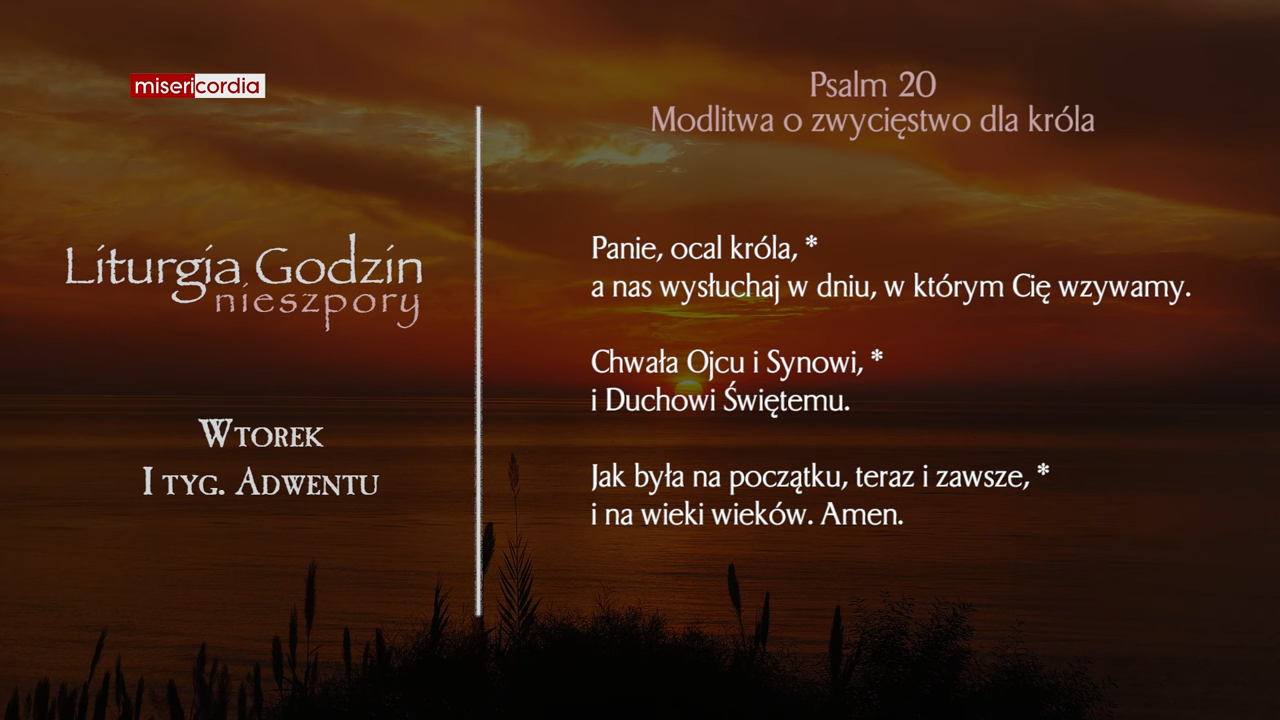 misericordia
Liturgia Godzin
nieszpory
Wtorek
I tyg. Adwentu
Psalm 20
Modlitwa o zwycięstwo dla króla
Panie, ocal króla, *
a nas wysłuchaj w dniu, w którym Cię wzywamy.
Chwała Ojcu i Synowi, *
i Duchowi Świętemu.
Jak była na początku, teraz i zawsze, *
i na wieki wieków. Amen.